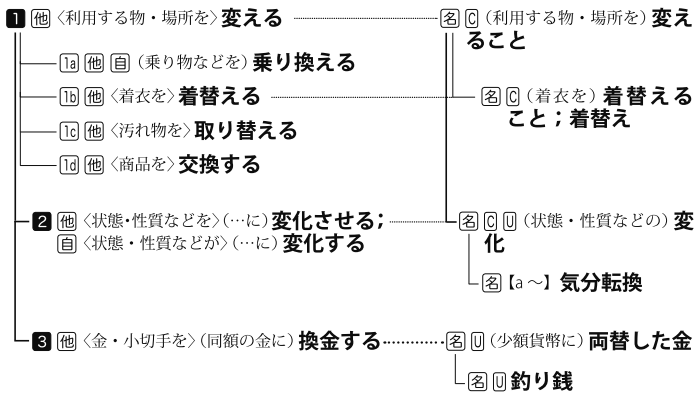 1 他 〈利用する物・場所を〉変える
名 C （利用する物・場所を）変え
ること
1a 他 自 （乗り物などを）乗り換える
1b 他 〈着衣を〉着替える
名 C （着衣を）着替える
こと；着替え
1c 他 〈汚れ物を〉取り替える
1d 他 〈商品を〉交換する
2 他 〈状態・性質などを〉（…に）変化させる；
自 〈状態・性質などが〉（…に）変化する
名 C U （状態・性質などの）変
化
名 【a ～】気分転換
3 他 〈金・小切手を〉（同額の金に）換金する
名 U （少額貨幣に）両替した金
名 U 釣り銭